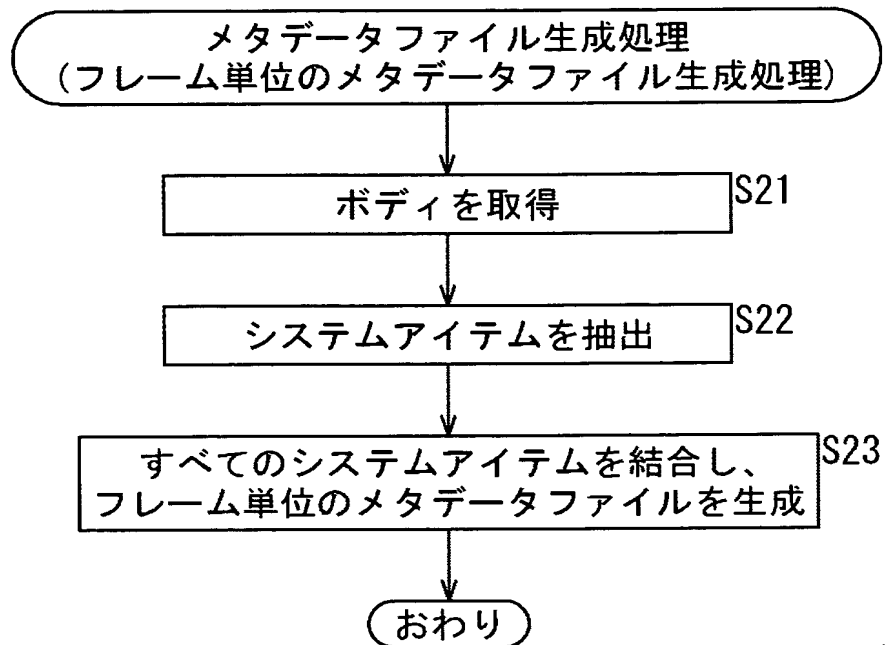 メタデータファイル生成処理
(フレーム単位のメタデータファイル生成処理)
ボディを取得
S21
システムアイテムを抽出
S22
すべてのシステムアイテムを結合し、
フレーム単位のメタデータファイルを生成
S23
おわり